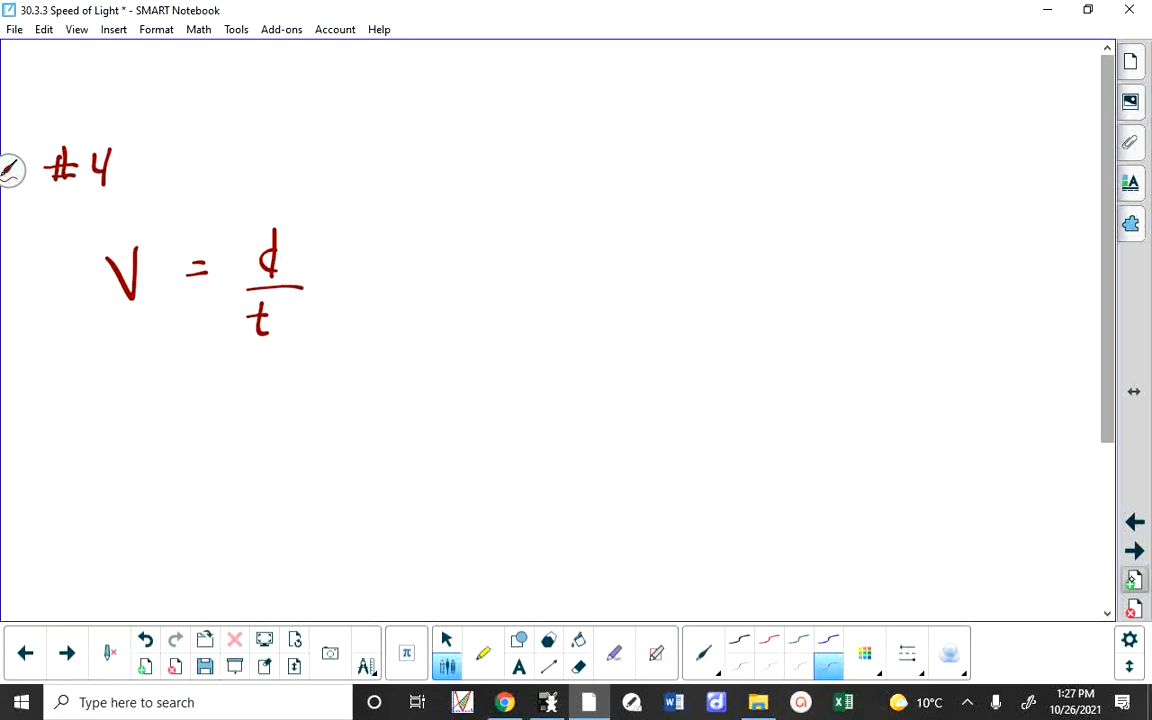 30.3.3 Speed of Light * - SMART Notebook
File Edit View Insert Format Math Tools Add-ons Account Help
#4
V = d/t
π
A
A
Type here to search
10°C
1:27 PM
10/26/2021